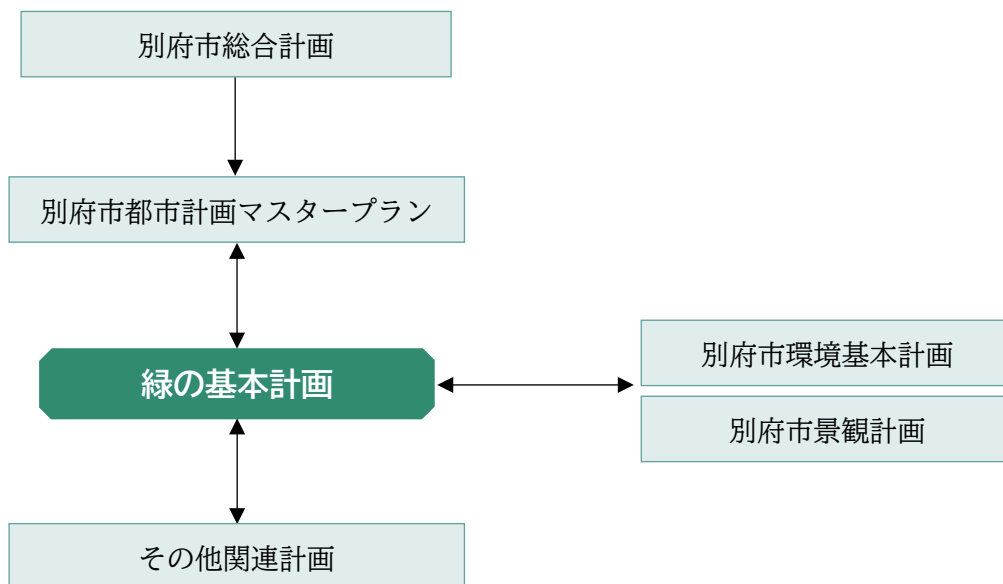 別府市総合計画
別府市都市計画マスタープラン
緑の基本計画
別府市環境基本計画
別府市景観計画
その他関連計画